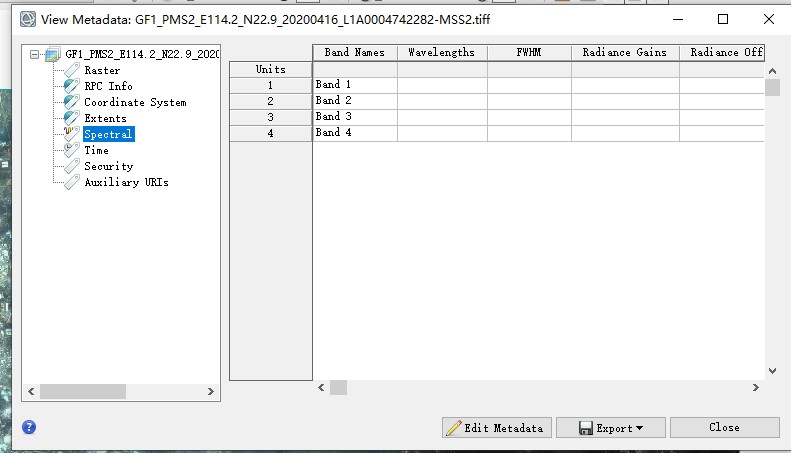 View Metadata: GF1_PMS2_E114.2_N22.9_20200416_L1A0004742282-MSS2.tiff
GF1_PMS2_E114.2_N22.9_202(
Raster
RPC Info
Coordinate System
Extents
Spectral
Time
Security
Auxiliary URIs
Band Names Wavelengths FWHM Radiance Gains Radiance Off
Units
1 Band 1
2 Band 2
3 Band 3
4 Band 4
? Edit Metadata Export Close